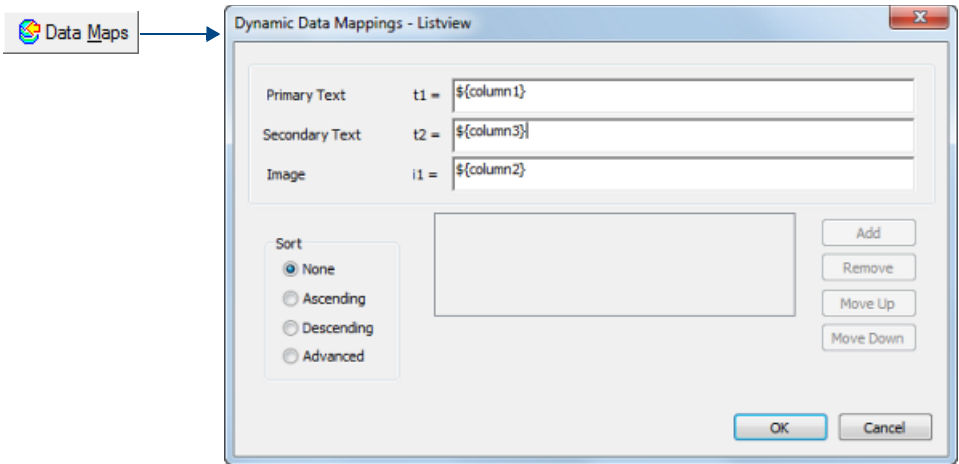 Data Maps
Dynamic Data Mappings - Listview
Primary Text t1 = ${column1}
Secondary Text t2 = ${column3}
Image i1 = ${column2}
Sort
None
Ascending
Descending
Advanced
Add
Remove
Move Up
Move Down
OK Cancel